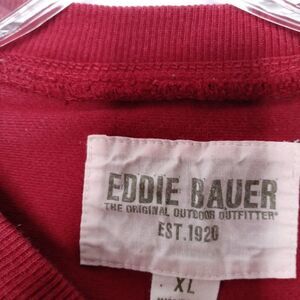 EDDIE BAUER
THE ORIGINAL OUTDOOR OUTFITTER®
EST.1920
XL